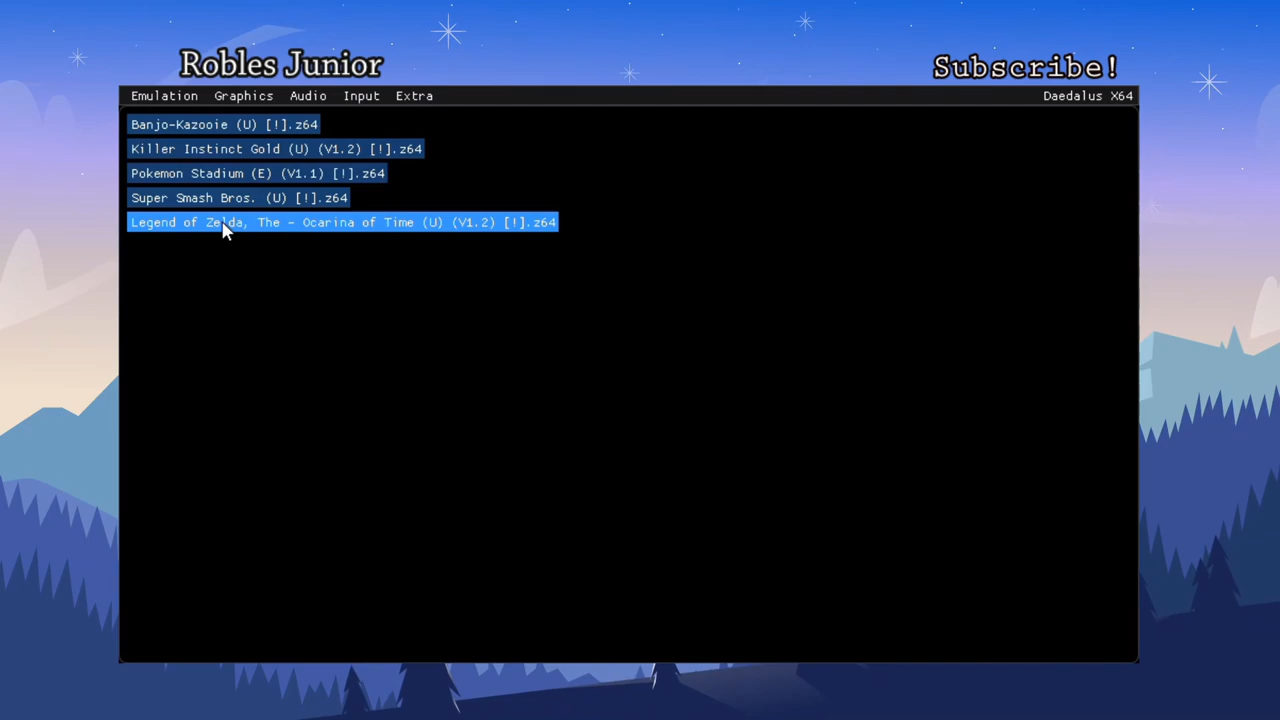 Robles Junior
Subscribe!
Emulation Graphics Audio Input Extra Daedalus X64
Banjo-Kazooie (U) [!].z64
Killer Instinct Gold (U) (V1.2) [!].z64
Pokemon Stadium (E) (V1.1) [!].z64
Super Smash Bros. (U) [!].z64
Legend of Zelda, The - Ocarina of Time (U) (V1.2) [!].z64